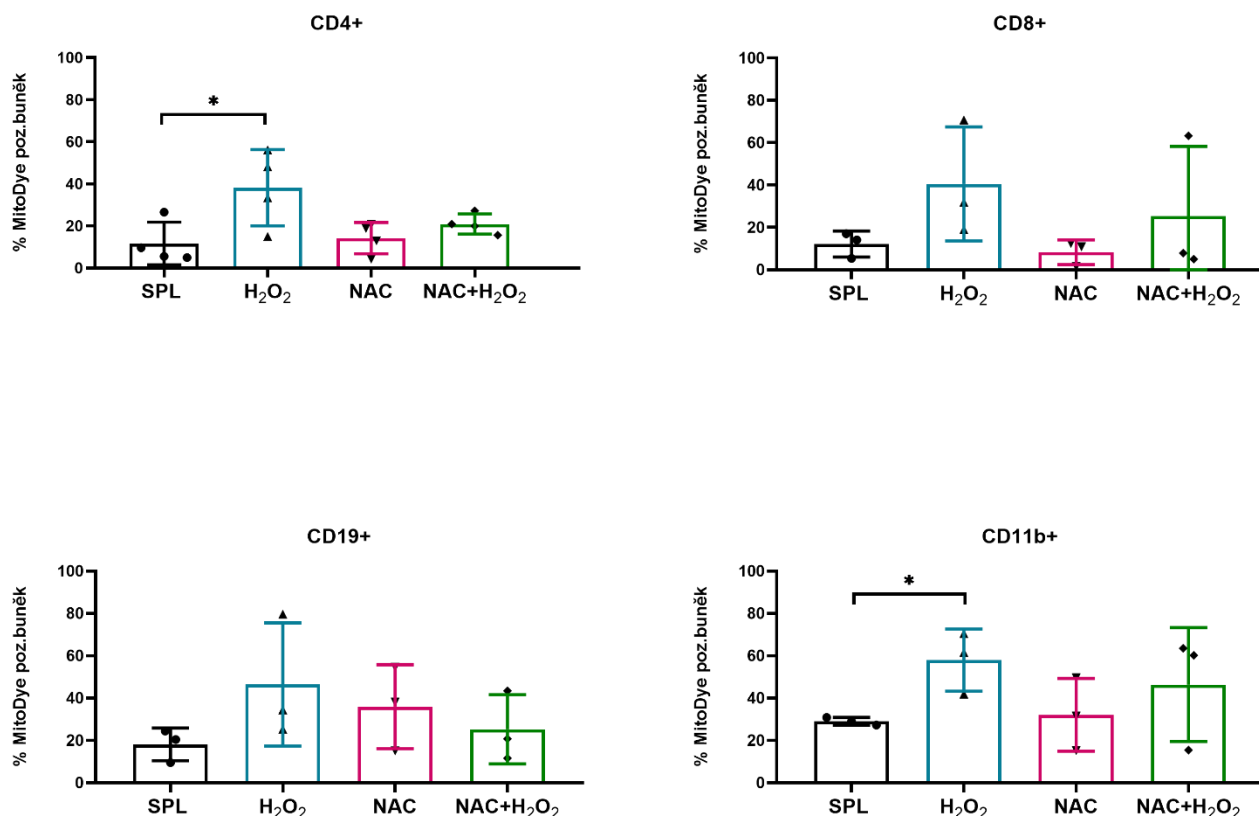 CD4+
% MitoDye poz.buněk
100
80
60
40
20
0
*
SPL H₂O₂ NAC NAC+H₂O₂
CD8+
% MitoDye poz.buněk
100
80
60
40
20
0
SPL H₂O₂ NAC NAC+H₂O₂
CD19+
% MitoDye poz.buněk
100
80
60
40
20
0
SPL H₂O₂ NAC NAC+H₂O₂
CD11b+
% MitoDye poz.buněk
100
80
60
40
20
0
*
SPL H₂O₂ NAC NAC+H₂O₂